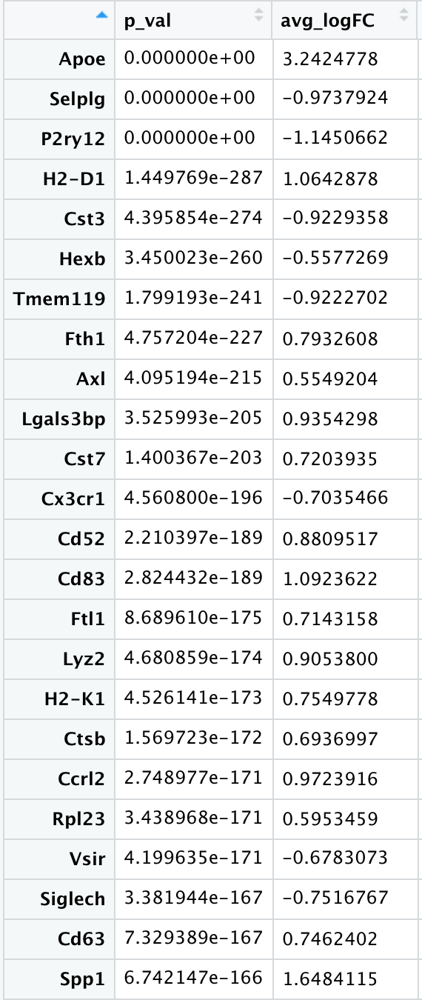 p_val avg_logFC
Apoe 0.000000e+00 3.2424778
Selplg 0.000000e+00 −0.9737924
P2ry12 0.000000e+00 −1.1450662
H2−D1 1.449769e−287 1.0642878
Cst3 4.395854e−274 −0.9229358
Hexb 3.450023e−260 −0.5577269
Tmem119 1.799193e−241 −0.9222702
Fth1 4.757204e−227 0.7932608
Axl 4.095194e−215 0.5549204
Lgals3bp 3.525993e−205 0.9354298
Cst7 1.400367e−203 0.7203935
Cx3cr1 4.560800e−196 −0.7035466
Cd52 2.210397e−189 0.8809517
Cd83 2.824432e−189 1.0923622
Ftl1 8.689610e−175 0.7143158
Lyz2 4.680859e−174 0.9053800
H2−K1 4.526141e−173 0.7549778
Ctsb 1.569723e−172 0.6936997
Ccrl2 2.748977e−171 0.9723916
Rpl23 3.438968e−171 0.5953459
Vsir 4.199635e−171 −0.6783073
Siglech 3.381944e−167 −0.7516767
Cd63 7.329389e−167 0.7462402
Spp1 6.742147e−166 1.6484115